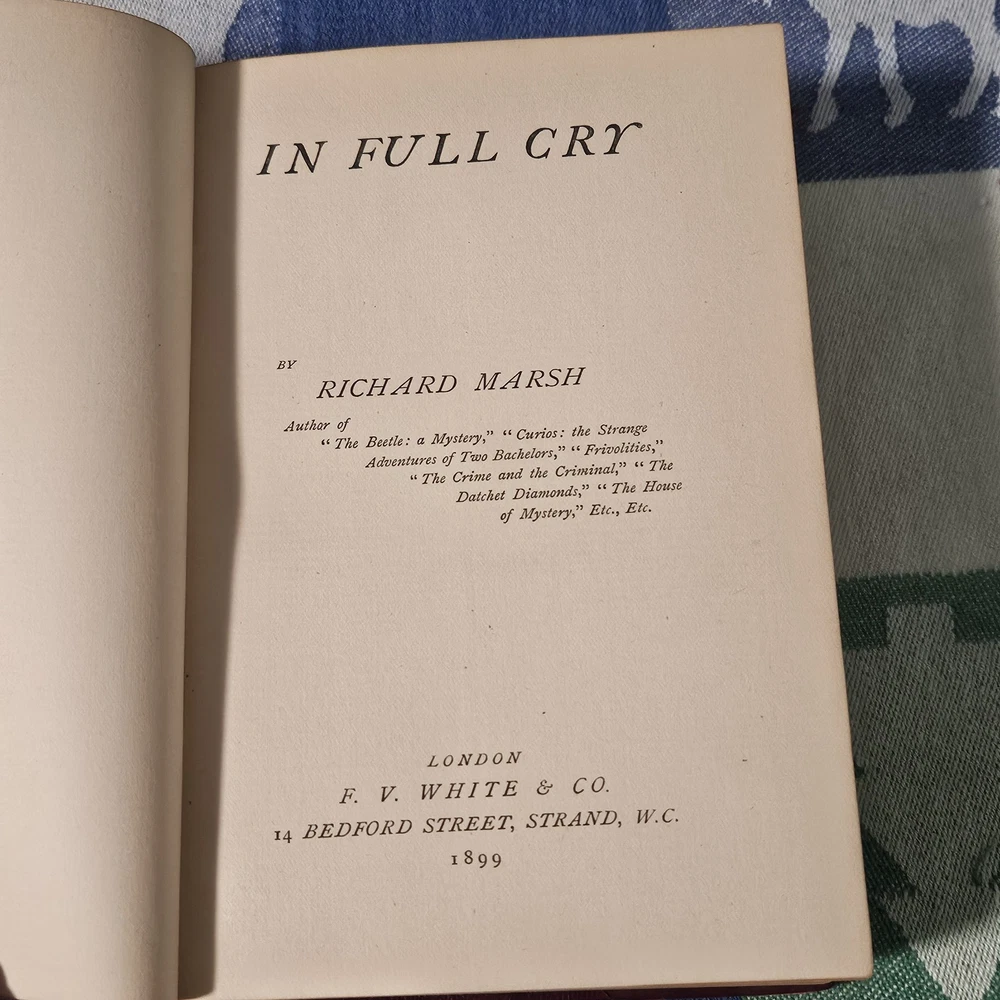 IN FULL CRY
BY
RICHARD MARSH
Author of
“ The Beetle: a Mystery,” “ Curios: the Strange
Adventures of Two Bachelors,” “ Frivolities,”
“ The Crime and the Criminal,” “ The
Datchet Diamonds,” “ The House
of Mystery,” Etc., Etc.
LONDON
F. V. WHITE & CO.
14 BEDFORD STREET, STRAND, W.C.
1899